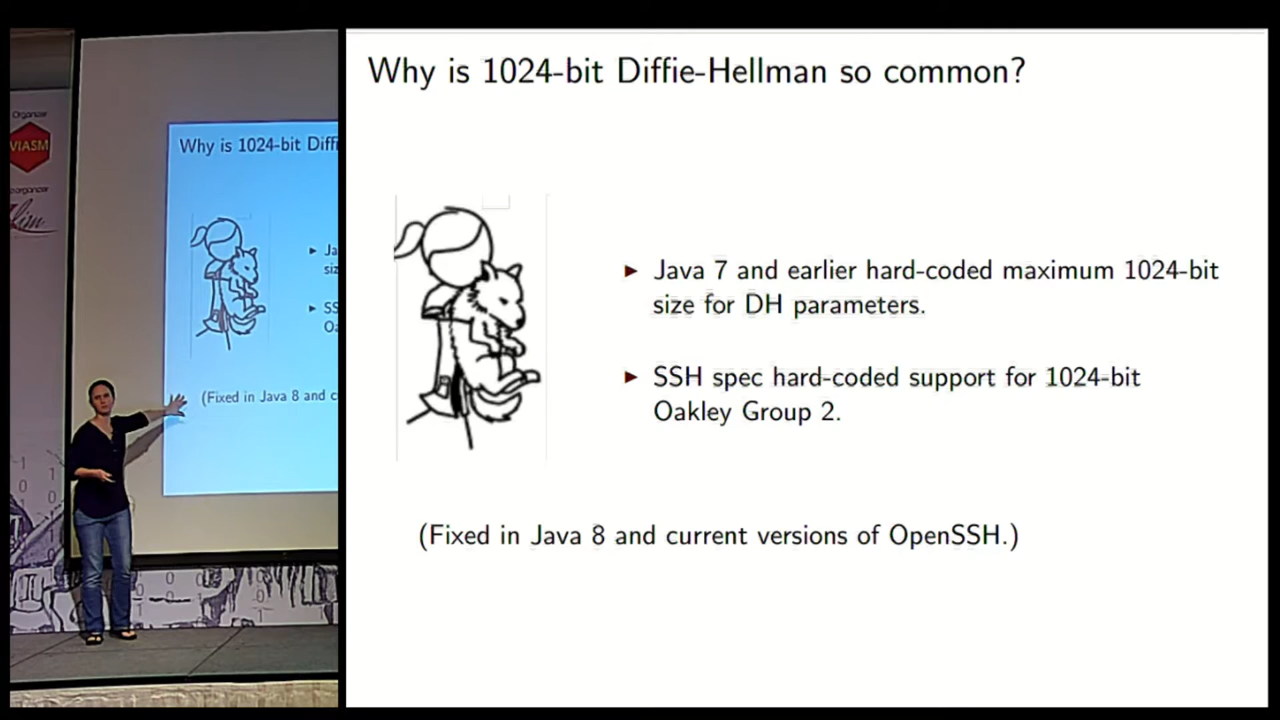 Organizer
VIASM
Why is 1024-bit Diffi
(Fixed in Java 8 and c
Why is 1024-bit Diffie-Hellman so common?
▶ Java 7 and earlier hard-coded maximum 1024-bit
size for DH parameters.
▶ SSH spec hard-coded support for 1024-bit
Oakley Group 2.
(Fixed in Java 8 and current versions of OpenSSH.)